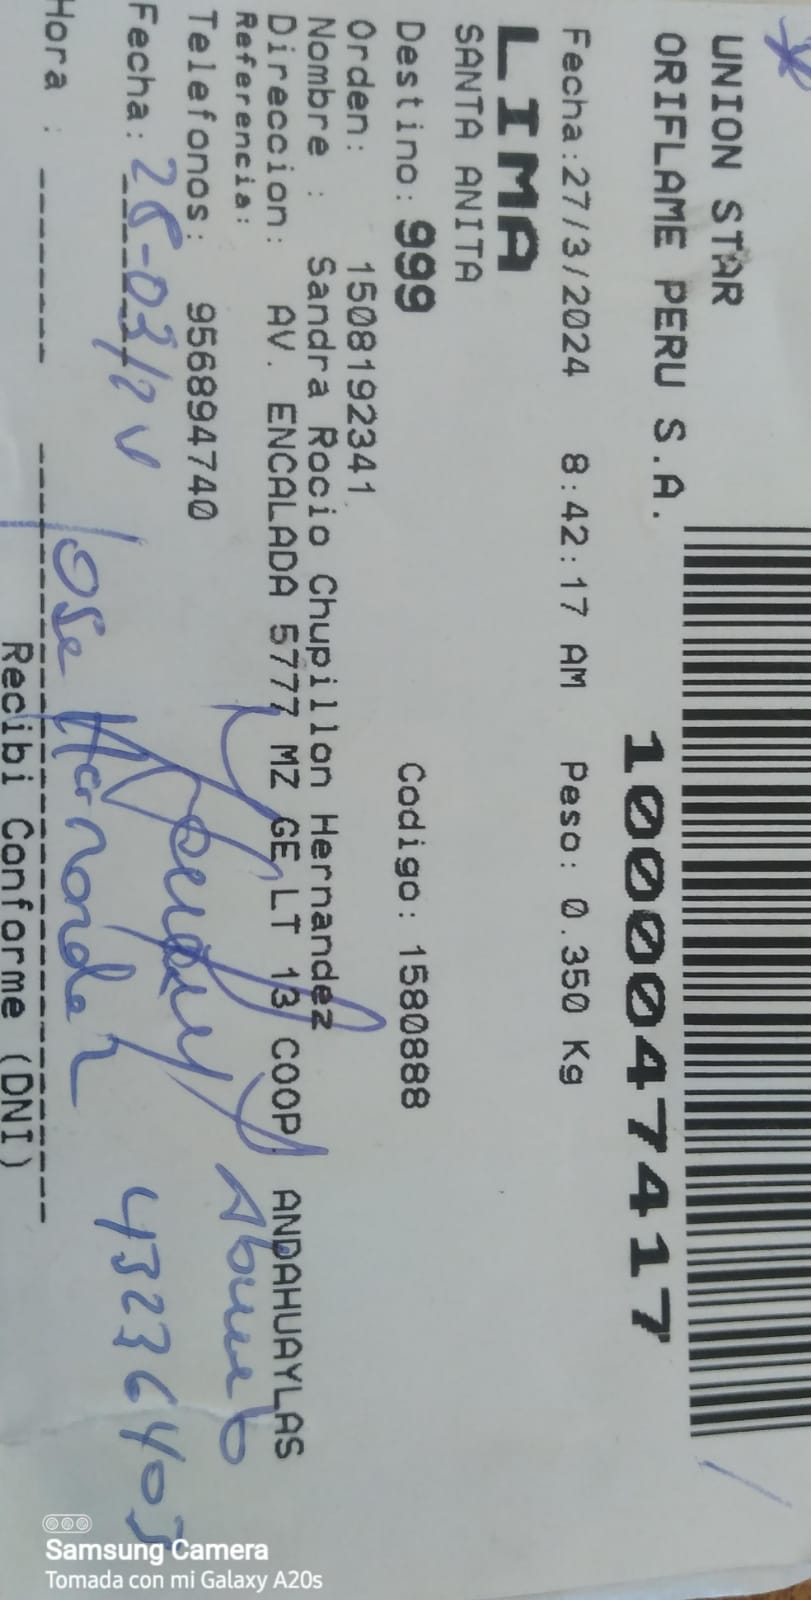 UNION STAR
ORIFLAME PERU S.A.
1000047417
Fecha:27/3/2024 8:42:17 AM Peso: 0.350 Kg
LIMA
SANTA ANITA
Destino: 999 Codigo: 1580888
Orden: 1508192341
Nombre : Sandra Rocio Chupillon Hernandez
Direccion: AV. ENCALADA 5777 MZ GE LT 13 COOP. ANDAHUAYLAS
Referencia:
Telefonos: 956894740
Fecha:
Jose Hernandez
Hora :
Recibi Conforme (DNI)
Samsung Camera
Tomada con mi Galaxy A20s